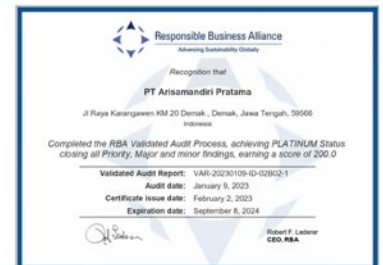 Responsible Business Alliance
Advancing Sustainability Globally
Recognition that
PT Arisamandiri Pratama
Jl Raya Karangawen KM 20 Demak , Demak, Jawa Tengah, 59566
Indonesia
Completed the RBA Validated Audit Process, achieving PLATINUM Status
closing all Priority, Major and minor findings, earning a score of 200.0
Validated Audit Report: VAR-20230109-ID-02B02-1
Audit date: January 9, 2023
Certificate issue date: February 2, 2023
Expiration date: September 8, 2024
Robert F. Lederer
CEO, RBA